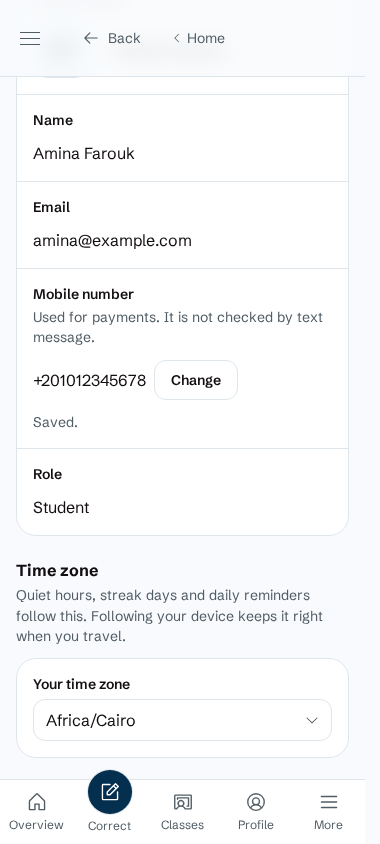 Back
Home
Name
Amina Farouk
Email
amina@example.com
Mobile number
Used for payments. It is not checked by text
message.
+201012345678
Change
Saved.
Role
Student
Time zone
Quiet hours, streak days and daily reminders
follow this. Following your device keeps it right
when you travel.
Your time zone
Africa/Cairo
Overview
Correct
Classes
Profile
More